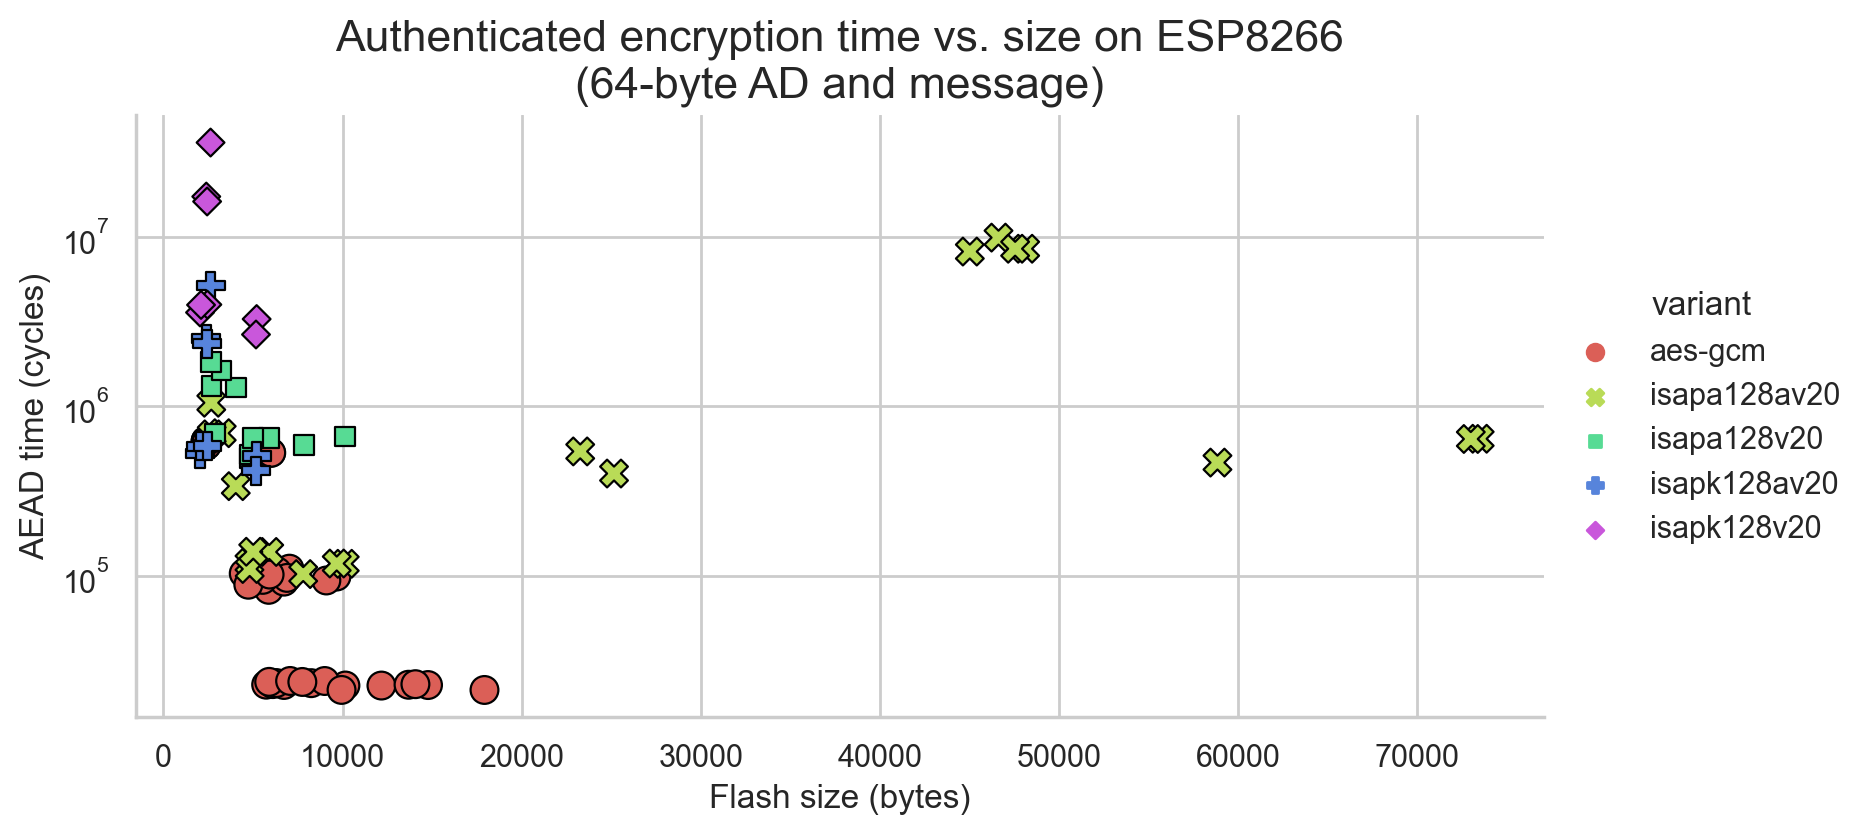 Authenticated encryption time vs. size on ESP8266
(64-byte AD and message)
AEAD time (cycles)
10^7
10^6
10^5
0 10000 20000 30000 40000 50000 60000 70000
Flash size (bytes)
variant
aes-gcm
isapa128av20
isapa128v20
isapk128av20
isapk128v20